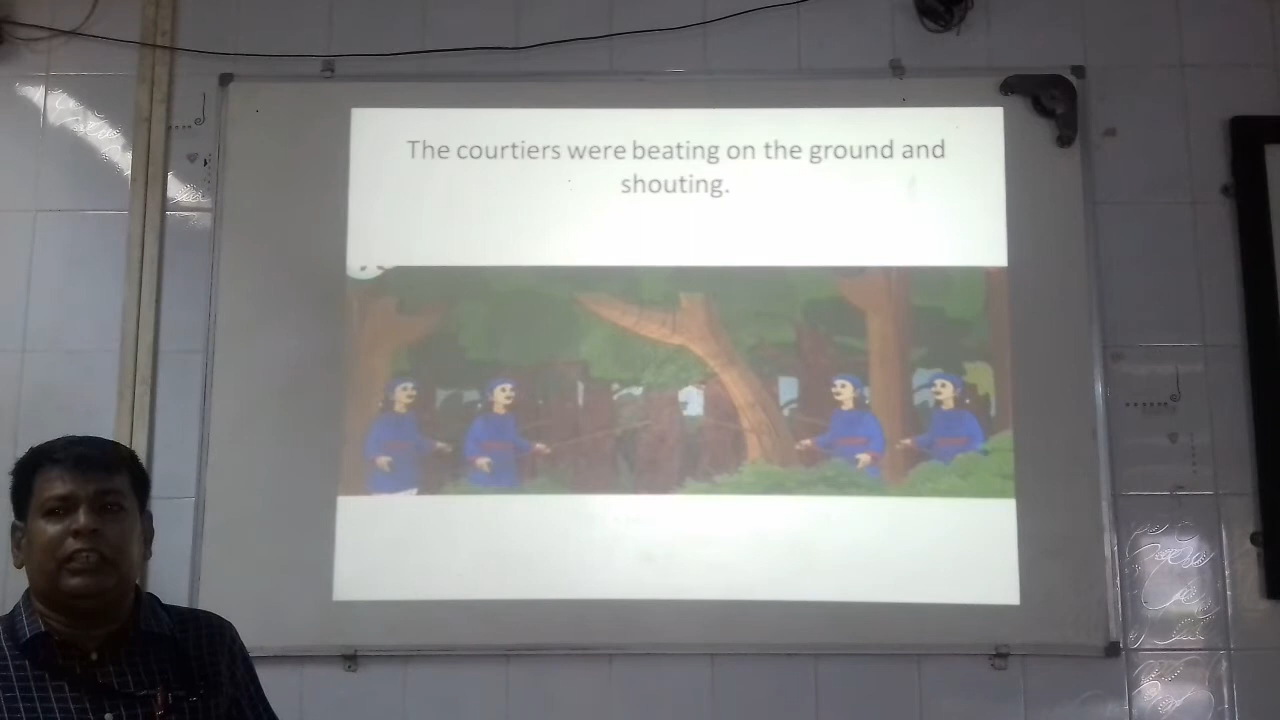 The courtiers were beating on the ground and
shouting.